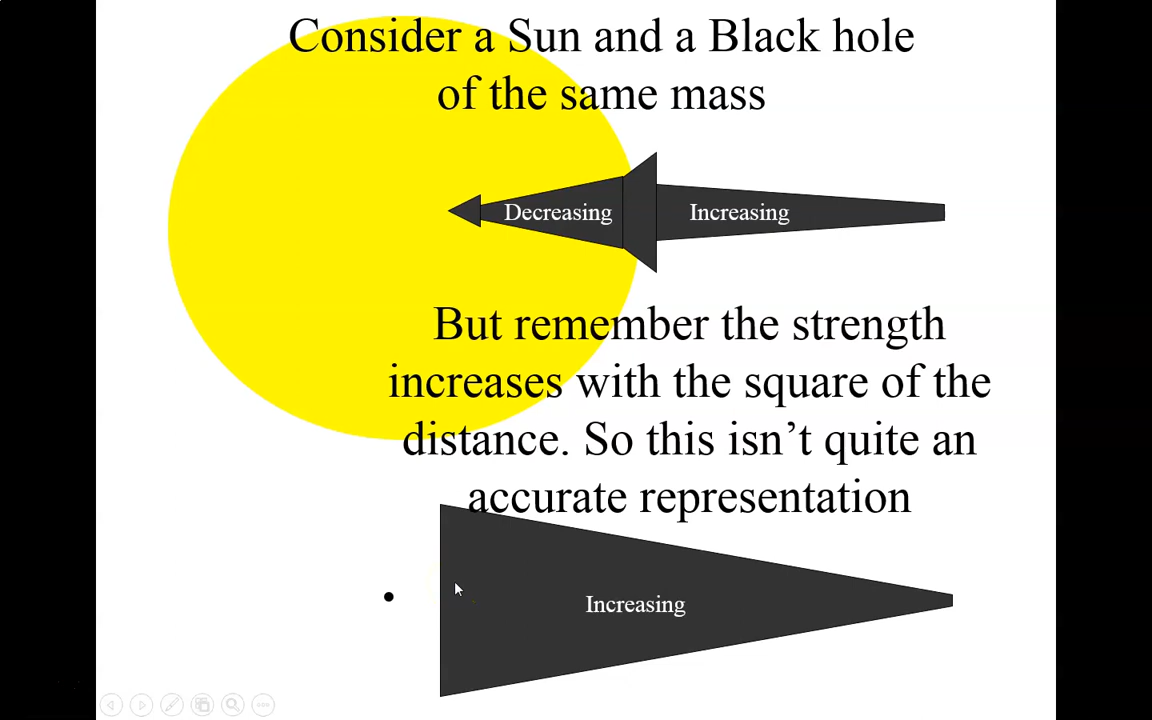 Consider a Sun and a Black hole
of the same mass
Decreasing
Increasing
But remember the strength
increases with the square of the
distance. So this isn’t quite an
accurate representation
Increasing